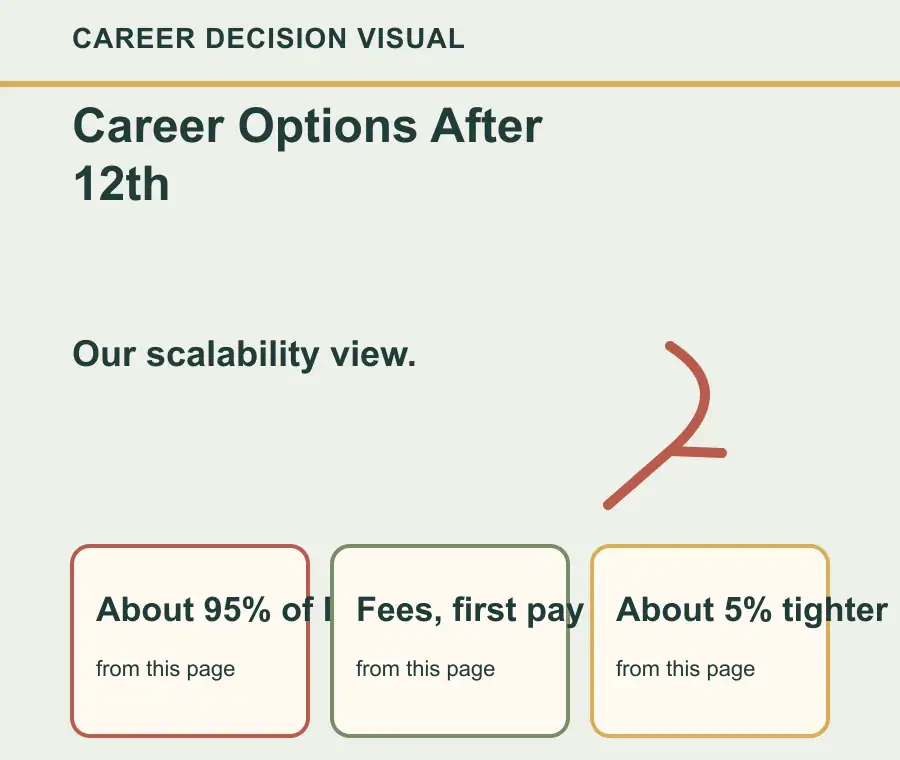 CAREER DECISION VISUAL
Career Options After
12th
Our scalability view.
About 95% of
Fees, first pay
About 5% tighter
from this page
from this page
from this page